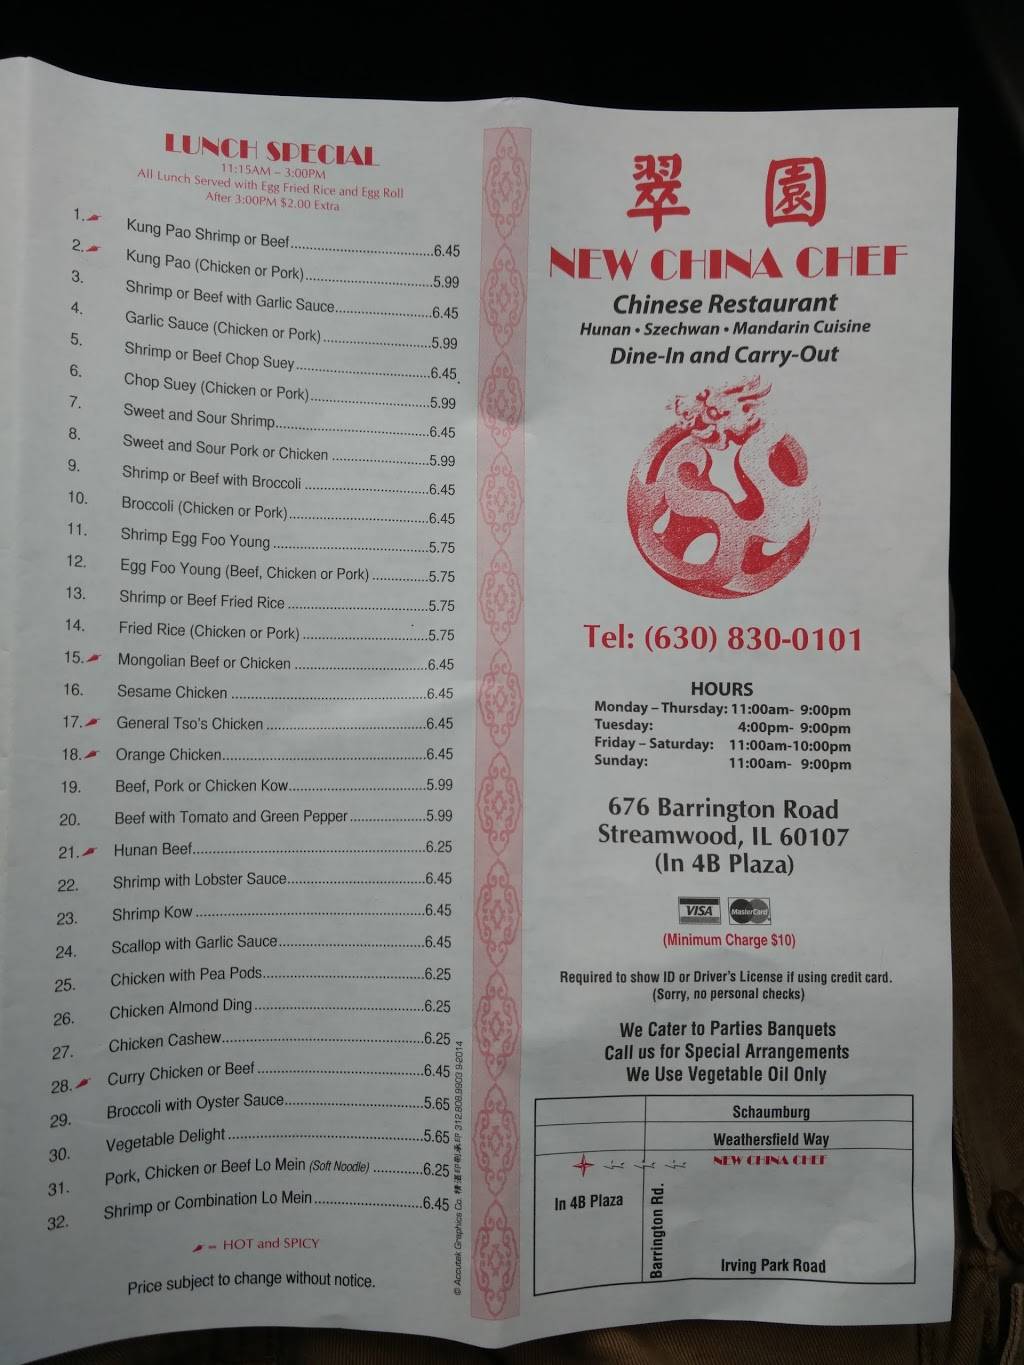 LUNCH SPECIAL
11:15AM – 3:00PM
All Lunch Served with Egg Fried Rice and Egg Roll
After 3:00PM $2.00 Extra
1. Kung Pao Shrimp or Beef 6.45
2. Kung Pao (Chicken or Pork) 5.99
3. Shrimp or Beef with Garlic Sauce 6.45
4. Garlic Sauce (Chicken or Pork) 5.99
5. Shrimp or Beef Chop Suey 6.45
6. Chop Suey (Chicken or Pork) 5.99
7. Sweet and Sour Shrimp 6.45
8. Sweet and Sour Pork or Chicken 5.99
9. Shrimp or Beef with Broccoli 6.45
10. Broccoli (Chicken or Pork) 6.45
11. Shrimp Egg Foo Young 5.75
12. Egg Foo Young (Beef, Chicken or Pork) 5.75
13. Shrimp or Beef Fried Rice 5.75
14. Fried Rice (Chicken or Pork) 5.75
15. Mongolian Beef or Chicken 6.45
16. Sesame Chicken 6.45
17. General Tso's Chicken 6.45
18. Orange Chicken 6.45
19. Beef, Pork or Chicken Kow 5.99
20. Beef with Tomato and Green Pepper 5.99
21. Hunan Beef 6.25
22. Shrimp with Lobster Sauce 6.45
23. Shrimp Kow 6.45
24. Scallop with Garlic Sauce 6.45
25. Chicken with Pea Pods 6.25
26. Chicken Almond Ding 6.25
27. Chicken Cashew 6.25
28. Curry Chicken or Beef 6.45
29. Broccoli with Oyster Sauce 5.65
30. Vegetable Delight 5.65
31. Pork, Chicken or Beef Lo Mein (Soft Noodle) 6.25
32. Shrimp or Combination Lo Mein 6.45
= HOT and SPICY
Price subject to change without notice.
© Accutek Graphics Co. 312.808.9903 9-2014
翠園
NEW CHINA CHEF
Chinese Restaurant
Hunan • Szechwan • Mandarin Cuisine
Dine-In and Carry-Out
Tel: (630) 830-0101
HOURS
Monday – Thursday: 11:00am- 9:00pm
Tuesday: 4:00pm- 9:00pm
Friday – Saturday: 11:00am-10:00pm
Sunday: 11:00am- 9:00pm
676 Barrington Road
Streamwood, IL 60107
(In 4B Plaza)
VISA MasterCard
(Minimum Charge $10)
Required to show ID or Driver's License if using credit card.
(Sorry, no personal checks)
We Cater to Parties Banquets
Call us for Special Arrangements
We Use Vegetable Oil Only
Schaumburg
Weathersfield Way
NEW CHINA CHEF
In 4B Plaza
Barrington Rd.
Irving Park Road